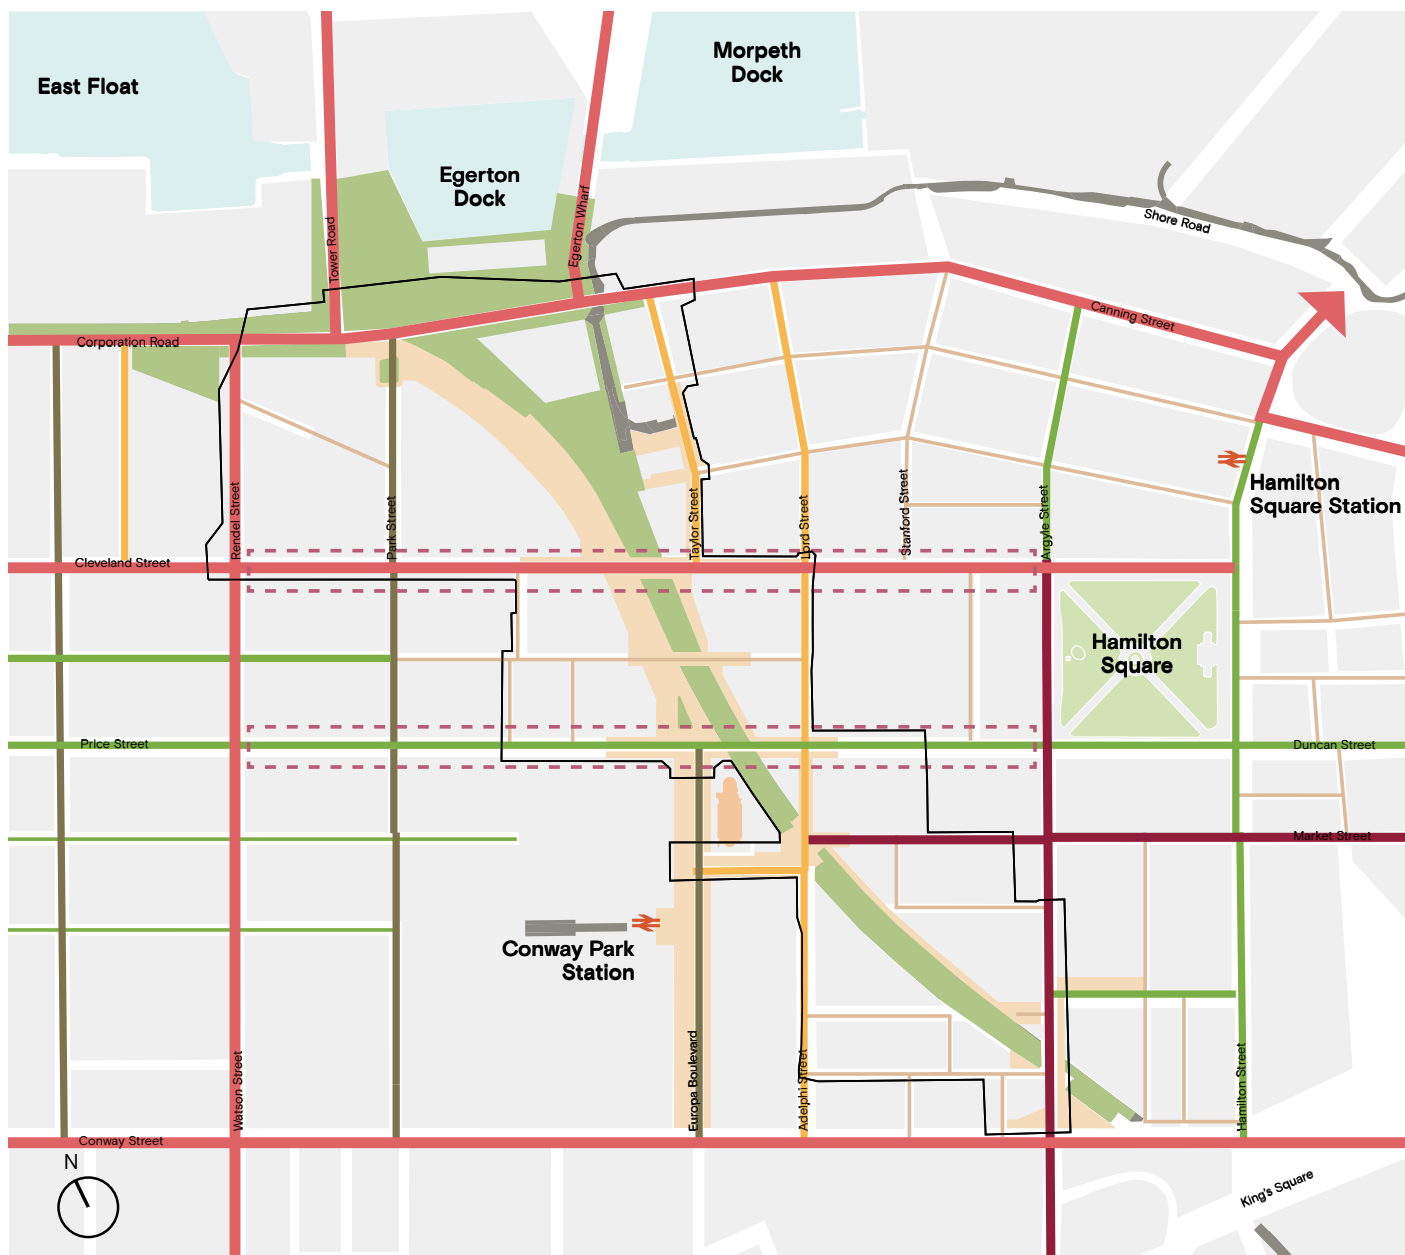 Morpeth
Dock
East Float
Egerton
Dock
Shore Road
Egerton Wharf
Tower Road
Canning Street
Corporation Road
Hamilton
Square Station
Rendel Street
Park Street
Taylor Street
Lord Street
Stanford Street
Argyle Street
Cleveland Street
Hamilton
Square
Price Street
Duncan Street
Market Street
Conway Park
Station
Watson Street
Europa Boulevard
Adelphi Street
Hamilton Street
Conway Street
N
King's Square